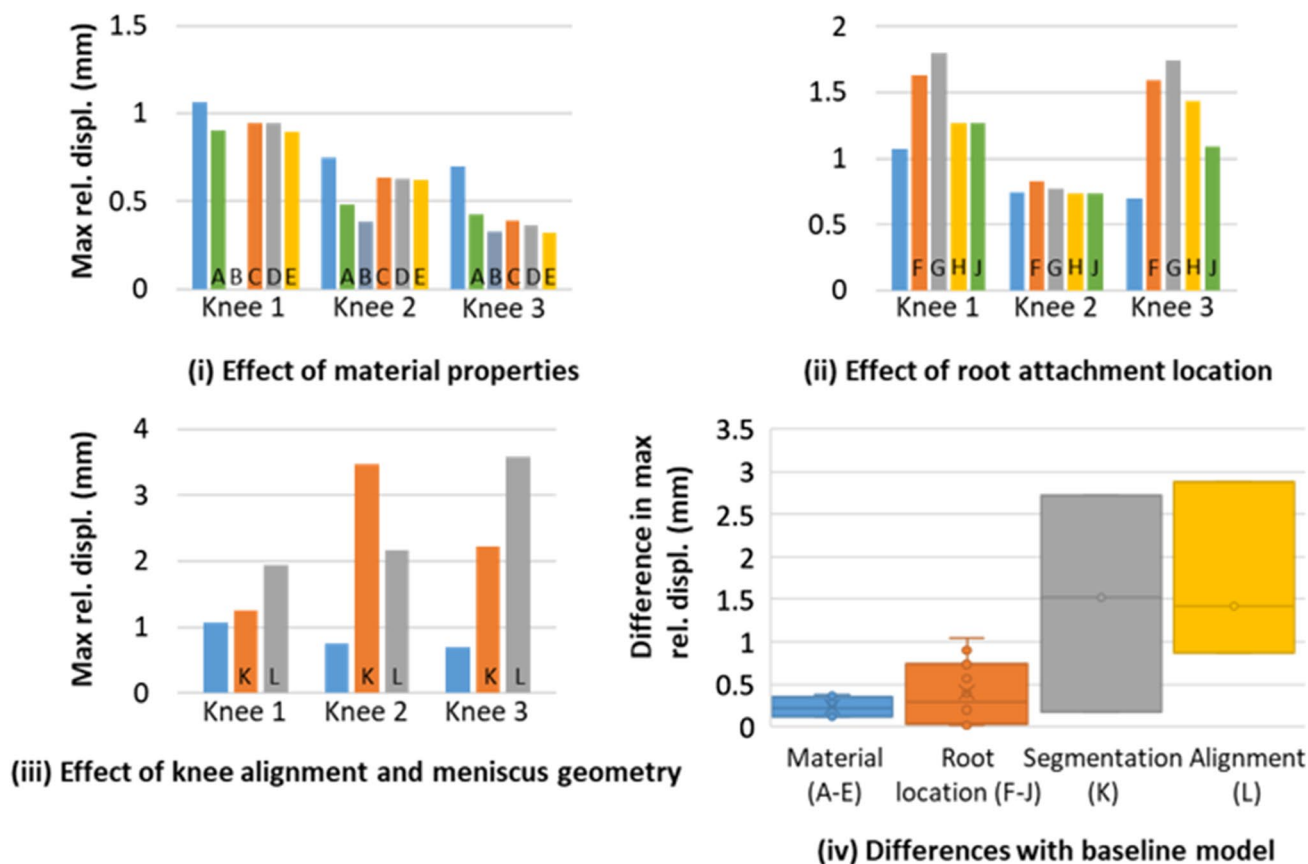 Max rel. displ. (mm)
1.5
1
0.5
0
A B C D E
A B C D E
A B C D E
Knee 1 Knee 2 Knee 3
(i) Effect of material properties
2
1.5
1
0.5
0
F G H J
F G H J
F G H J
Knee 1 Knee 2 Knee 3
(ii) Effect of root attachment location
Max rel. displ. (mm)
4
3
2
1
0
K L
K L
K L
Knee 1 Knee 2 Knee 3
(iii) Effect of knee alignment and meniscus geometry
Difference in max
rel. displ. (mm)
3.5
3
2.5
2
1.5
1
0.5
0
Material
(A-E)
Root
location (F-J)
Segmentation
(K)
Alignment
(L)
(iv) Differences with baseline model